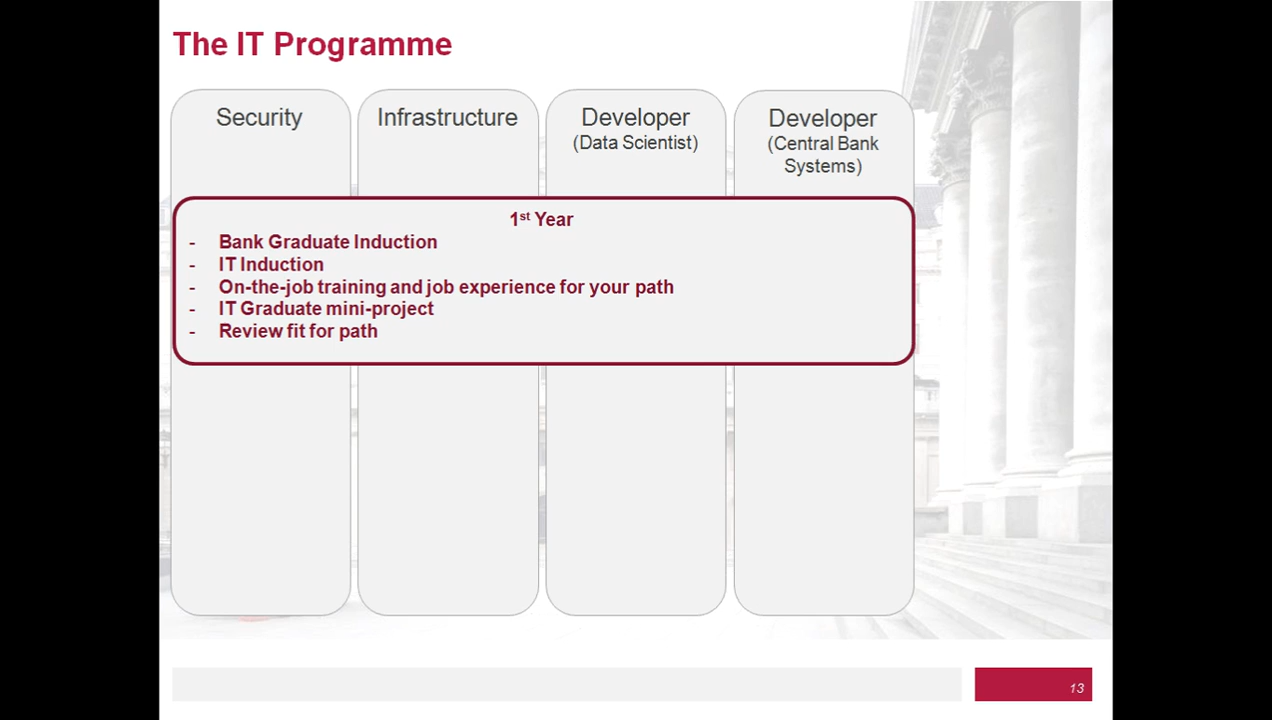 The IT Programme
Security
Infrastructure
Developer
(Data Scientist)
Developer
(Central Bank
Systems)
1st Year
- Bank Graduate Induction
- IT Induction
- On-the-job training and job experience for your path
- IT Graduate mini-project
- Review fit for path
13